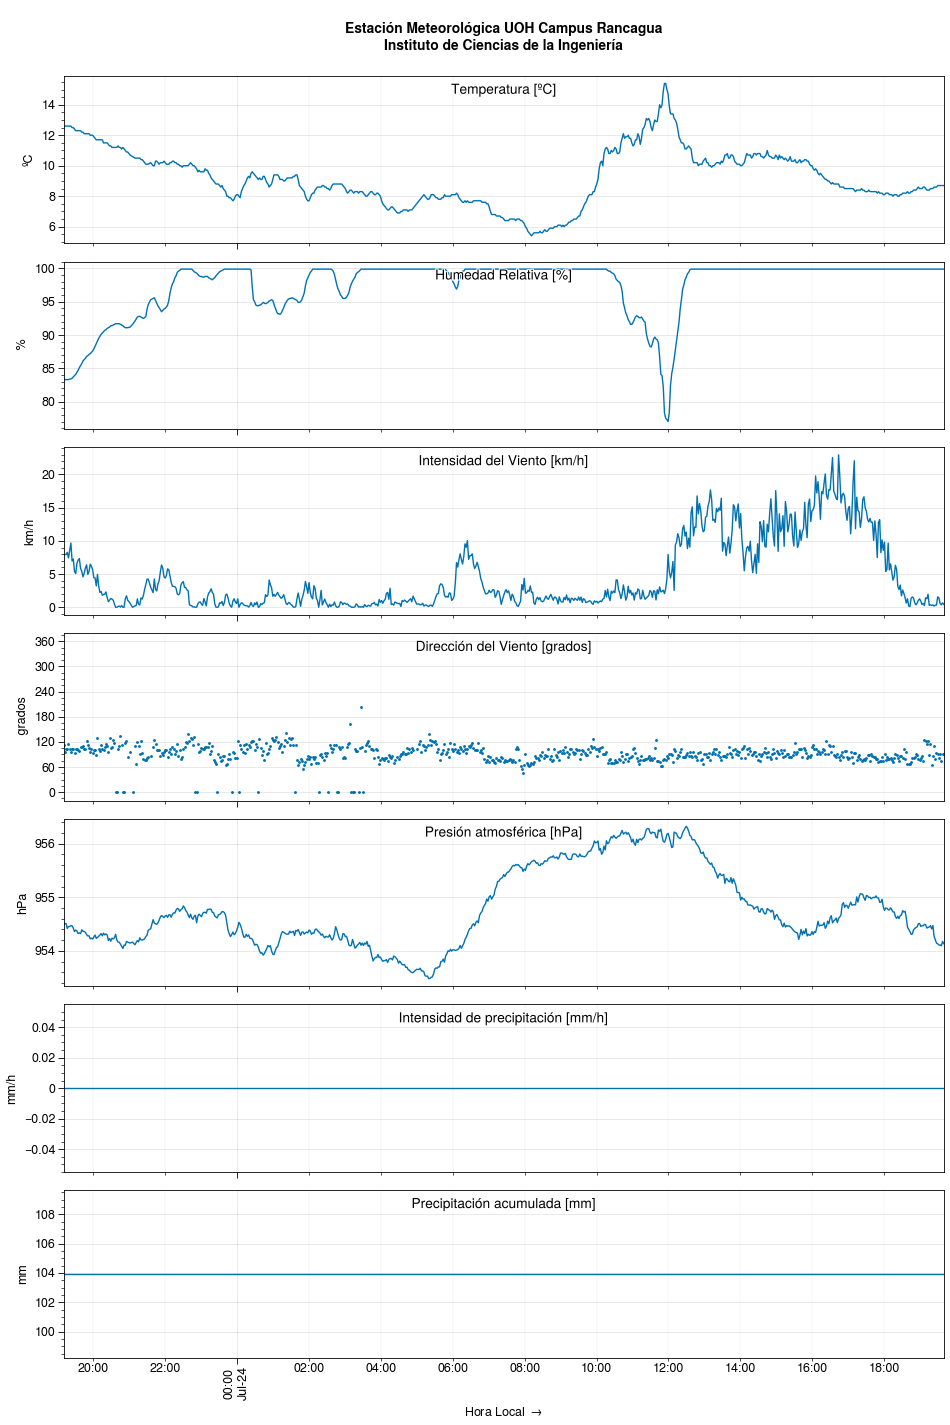 Estación Meteorológica UOH Campus Rancagua
Instituto de Ciencias de la Ingeniería
Temperatura [ºC]
ºC
14
12
10
8
6
Humedad Relativa [%]
%
100
95
90
85
80
Intensidad del Viento [km/h]
km/h
20
15
10
5
0
Dirección del Viento [grados]
grados
360
300
240
180
120
60
0
Presión atmosférica [hPa]
hPa
956
955
954
Intensidad de precipitación [mm/h]
mm/h
0.04
0.02
0
−0.02
−0.04
Precipitación acumulada [mm]
mm
108
106
104
102
100
20:00 22:00 00:00 02:00 04:00 06:00 08:00 10:00 12:00 14:00 16:00 18:00
Jul-24
Hora Local →